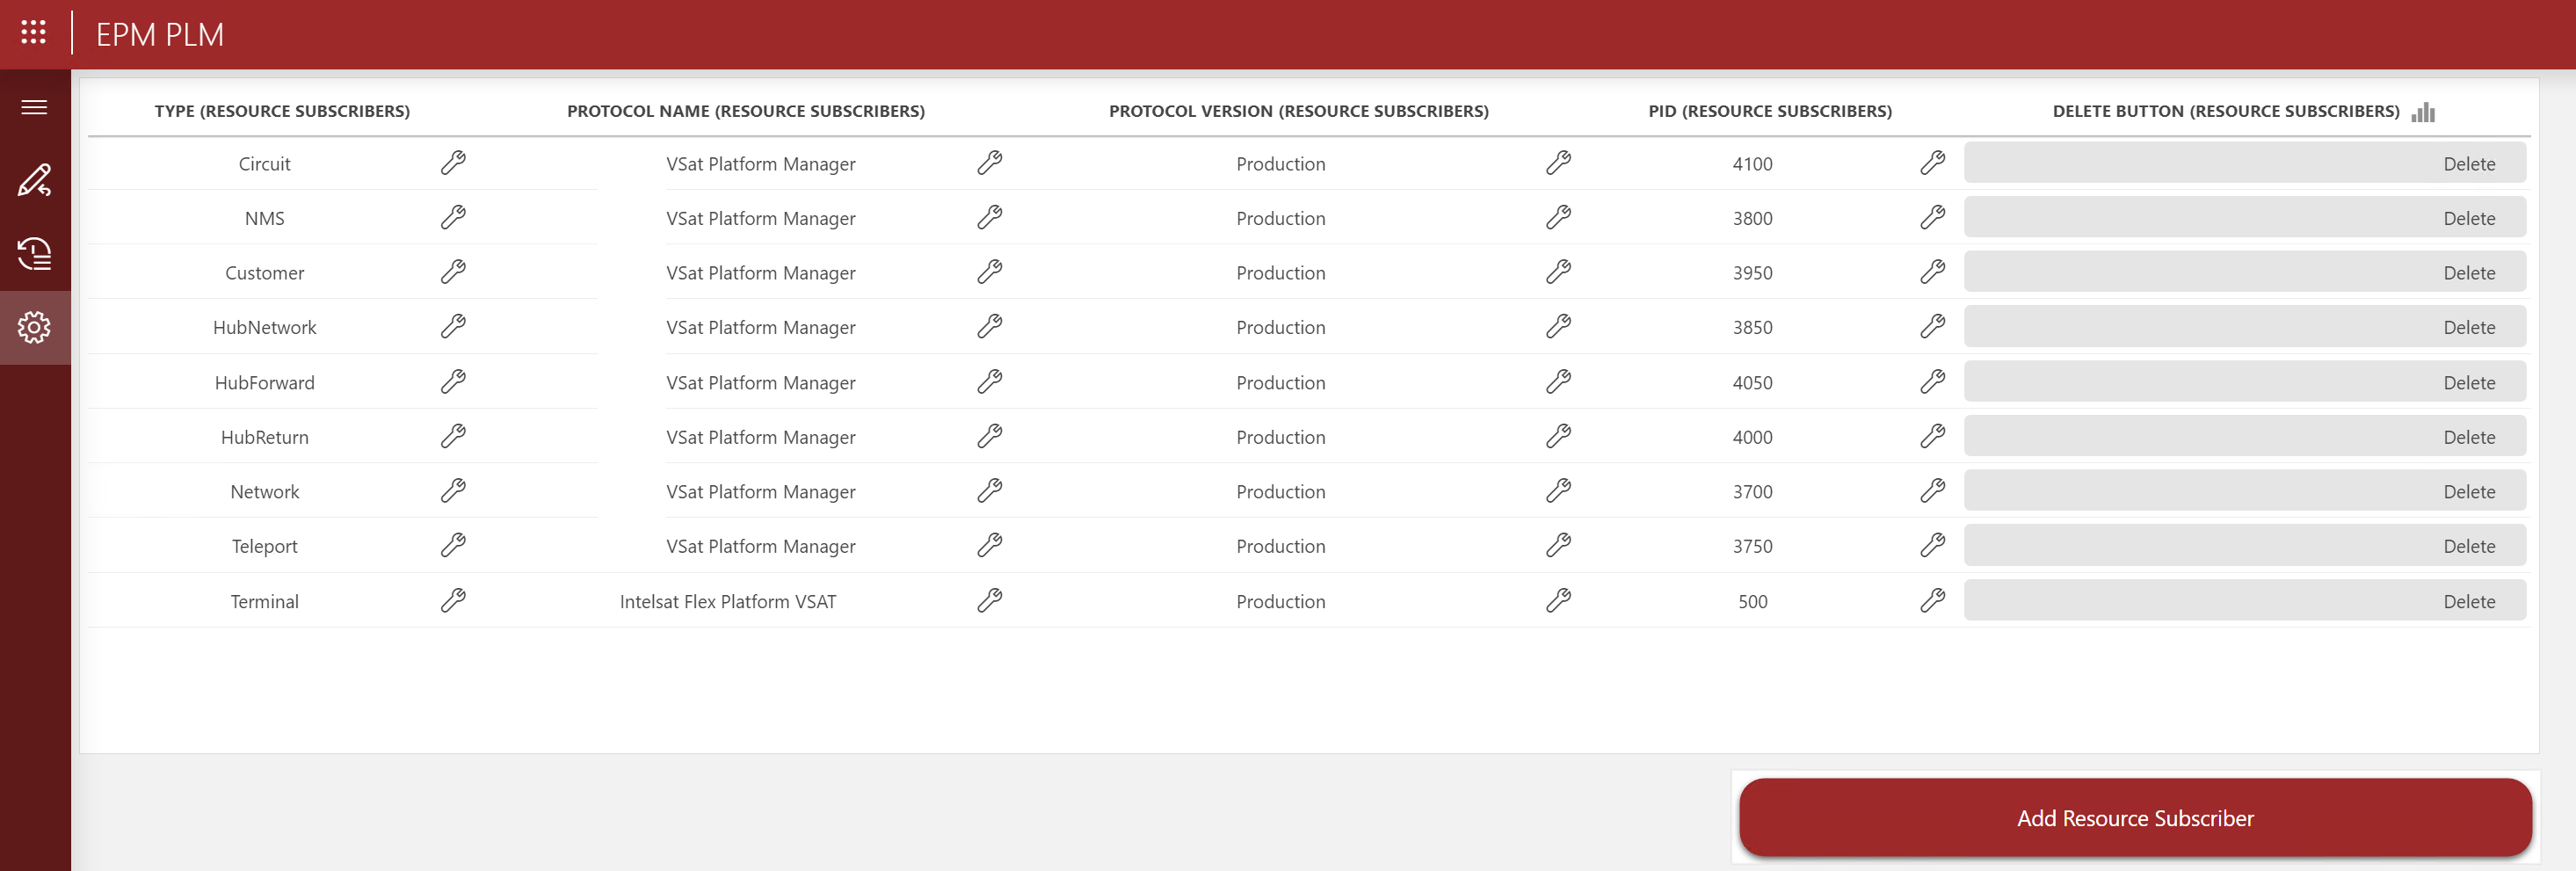 EPM PLM
TYPE (RESOURCE SUBSCRIBERS) PROTOCOL NAME (RESOURCE SUBSCRIBERS) PROTOCOL VERSION (RESOURCE SUBSCRIBERS) PID (RESOURCE SUBSCRIBERS) DELETE BUTTON (RESOURCE SUBSCRIBERS)
Circuit VSat Platform Manager Production 4100 Delete
NMS VSat Platform Manager Production 3800 Delete
Customer VSat Platform Manager Production 3950 Delete
HubNetwork VSat Platform Manager Production 3850 Delete
HubForward VSat Platform Manager Production 4050 Delete
HubReturn VSat Platform Manager Production 4000 Delete
Network VSat Platform Manager Production 3700 Delete
Teleport VSat Platform Manager Production 3750 Delete
Terminal Intelsat Flex Platform VSAT Production 500 Delete
Add Resource Subscriber